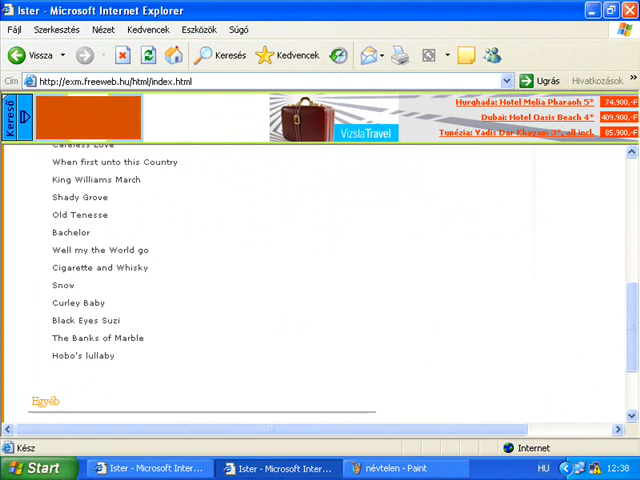 Ister - Microsoft Internet Explorer
Fájl Szerkesztés Nézet Kedvencek Eszközök Súgó
Vissza Keresés Kedvencek
Cím http://exm.freeweb.hu/html/index.html Ugrás Hivatkozások
Kereső
VizslaTravel
Hurghada: Hotel Melia Pharaoh 5* 74.900,-F
Dubai: Hotel Oasis Beach 4* 409.900,-F
Tunézia: Yadis Dar Khayam 3*, all incl. 85.900,-F
Careless Love
When first unto this Country
King Williams March
Shady Grove
Old Tenesse
Bachelor
Well my the World go
Cigarette and Whisky
Snow
Curley Baby
Black Eyes Suzi
The Banks of Marble
Hobo's lullaby
Egyéb
Kész Internet
Start Ister - Microsoft Inter... Ister - Microsoft Inter... névtelen - Paint HU 12:38